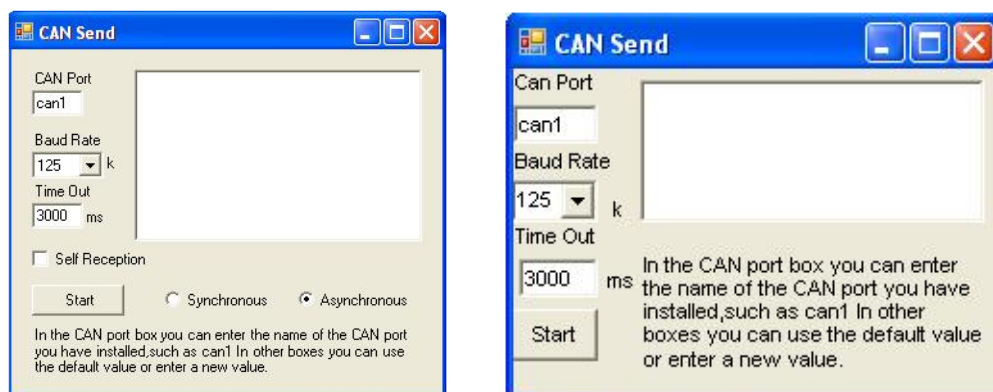 CAN Send
CAN Port
can1
Baud Rate
125 k
Time Out
3000 ms
Self Reception
Start Synchronous Asynchronous
In the CAN port box you can enter the name of the CAN port
you have installed,such as can1 In other boxes you can use
the default value or enter a new value.
CAN Send
Can Port
can1
Baud Rate
125 k
Time Out
3000 ms
Start
In the CAN port box you can enter
the name of the CAN port you have
installed,such as can1 In other
boxes you can use the default value
or enter a new value.